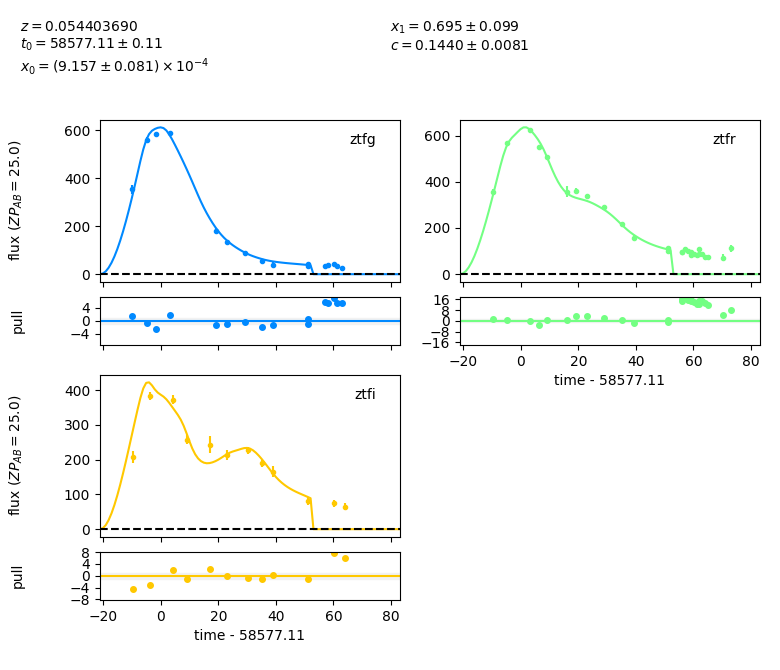 z = 0.054403690
t₀ = 58577.11 ± 0.11
x₀ = (9.157 ± 0.081) × 10⁻⁴
x₁ = 0.695 ± 0.099
c = 0.1440 ± 0.0081
flux (ZP_AB = 25.0)
600
400
200
0
ztfg
600
400
200
0
ztfr
pull
4
0
−4
16
8
0
−8
−16
−20 0 20 40 60 80
time - 58577.11
flux (ZP_AB = 25.0)
400
300
200
100
0
ztfi
pull
8
4
0
−4
−8
−20 0 20 40 60 80
time - 58577.11